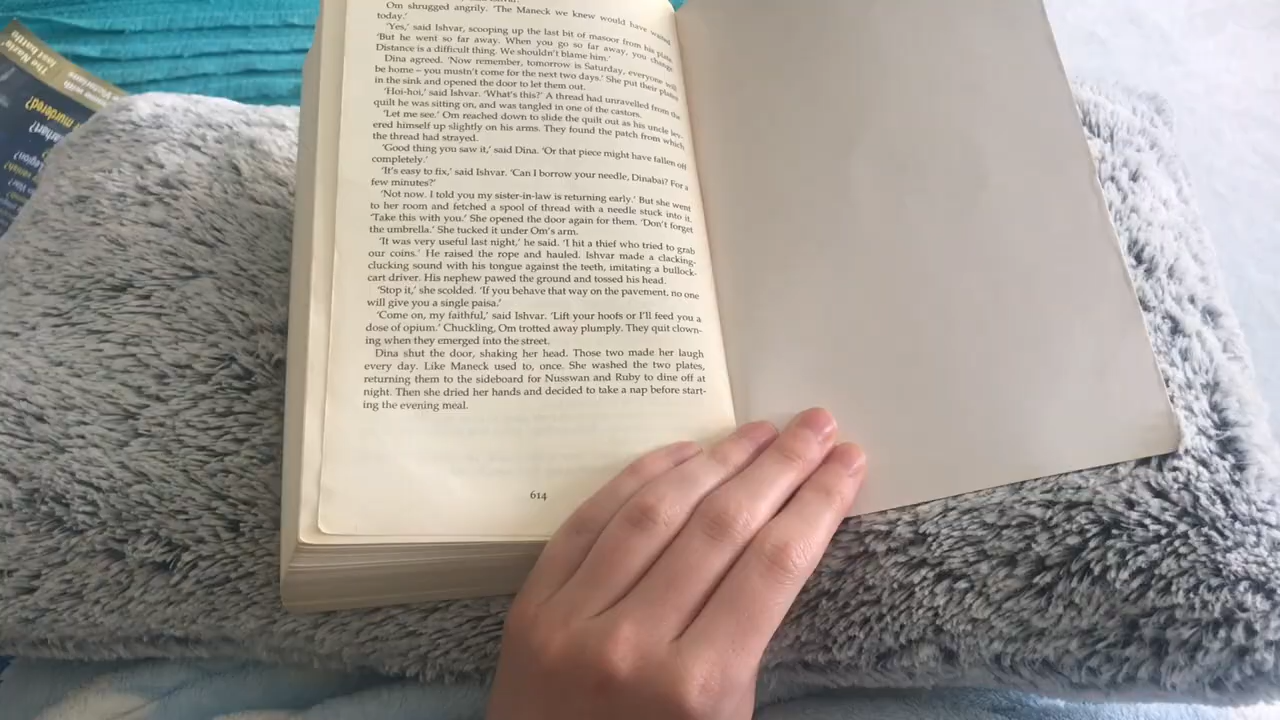 Om shrugged angrily. 'The Maneck we knew would have waited
today.'
'Yes,' said Ishvar, scooping up the last bit of masoor from his plate.
'But he went so far away. When you go so far away, you change.
Distance is a difficult thing. We shouldn't blame him.'
Dina agreed. 'Now remember, tomorrow is Saturday, everyone will
be home – you musn't come for the next two days.' She put their plates
in the sink and opened the door to let them out.
'Hoi-hoi,' said Ishvar. 'What's this?' A thread had unravelled from the
quilt he was sitting on, and was tangled in one of the castors.
'Let me see.' Om reached down to slide the quilt out as his uncle lev-
ered himself up slightly on his arms. They found the patch from which
the thread had strayed.
'Good thing you saw it,' said Dina. 'Or that piece might have fallen off
completely.'
'It's easy to fix,' said Ishvar. 'Can I borrow your needle, Dinabai? For a
few minutes?'
'Not now. I told you my sister-in-law is returning early.' But she went
to her room and fetched a spool of thread with a needle stuck into it.
'Take this with you.' She opened the door again for them. 'Don't forget
the umbrella.' She tucked it under Om's arm.
'It was very useful last night,' he said. 'I hit a thief who tried to grab
our coins.' He raised the rope and hauled. Ishvar made a clacking-
clucking sound with his tongue against the teeth, imitating a bullock-
cart driver. His nephew pawed the ground and tossed his head.
'Stop it,' she scolded. 'If you behave that way on the pavement, no one
will give you a single paisa.'
'Come on, my faithful,' said Ishvar. 'Lift your hoofs or I'll feed you a
dose of opium.' Chuckling, Om trotted away plumply. They quit clown-
ing when they emerged into the street.
Dina shut the door, shaking her head. Those two made her laugh
every day. Like Maneck used to, once. She washed the two plates,
returning them to the sideboard for Nusswan and Ruby to dine off at
night. Then she dried her hands and decided to take a nap before start-
ing the evening meal.
614
The Nazis'
last battle
murdered?